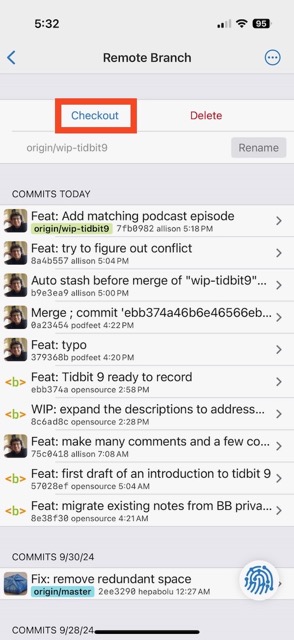 5:32
95
Remote Branch
Checkout
Delete
origin/wip-tidbit9
Rename
COMMITS TODAY
Feat: Add matching podcast episode
origin/wip-tidbit9 7fb0982 allison 5:18 PM
Feat: try to figure out conflict
8a4b557 allison 5:04 PM
Auto stash before merge of "wip-tidbit9"...
b9e3ea9 allison 5:00 PM
Merge ; commit 'ebb374a46b6e46566eb...
0a23454 podfeet 4:22 PM
Feat: typo
379368b podfeet 4:20 PM
<b>
Feat: Tidbit 9 ready to record
ebb374a opensource 2:58 PM
<b>
WIP: expand the descriptions to address...
8c6ad8c opensource 2:28 PM
Feat: make many comments and a few co...
75c0418 allison 7:08 AM
<b>
Feat: first draft of an introduction to tidbit 9
57028ef opensource 5:04 AM
<b>
Feat: migrate existing notes from BB priva...
8e38f30 opensource 4:21 AM
COMMITS 9/30/24
Fix: remove redundant space
origin/master 2ee3290 hepabolu 12:27 AM
COMMITS 9/28/24